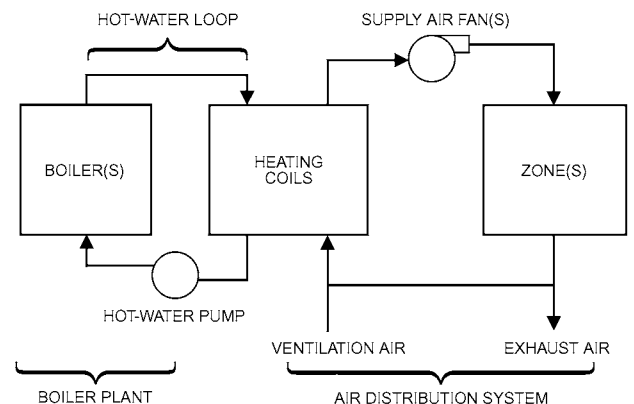 HOT-WATER LOOP
SUPPLY AIR FAN(S)
BOILER(S)
HEATING
COILS
ZONE(S)
HOT-WATER PUMP
VENTILATION AIR
EXHAUST AIR
BOILER PLANT
AIR DISTRIBUTION SYSTEM